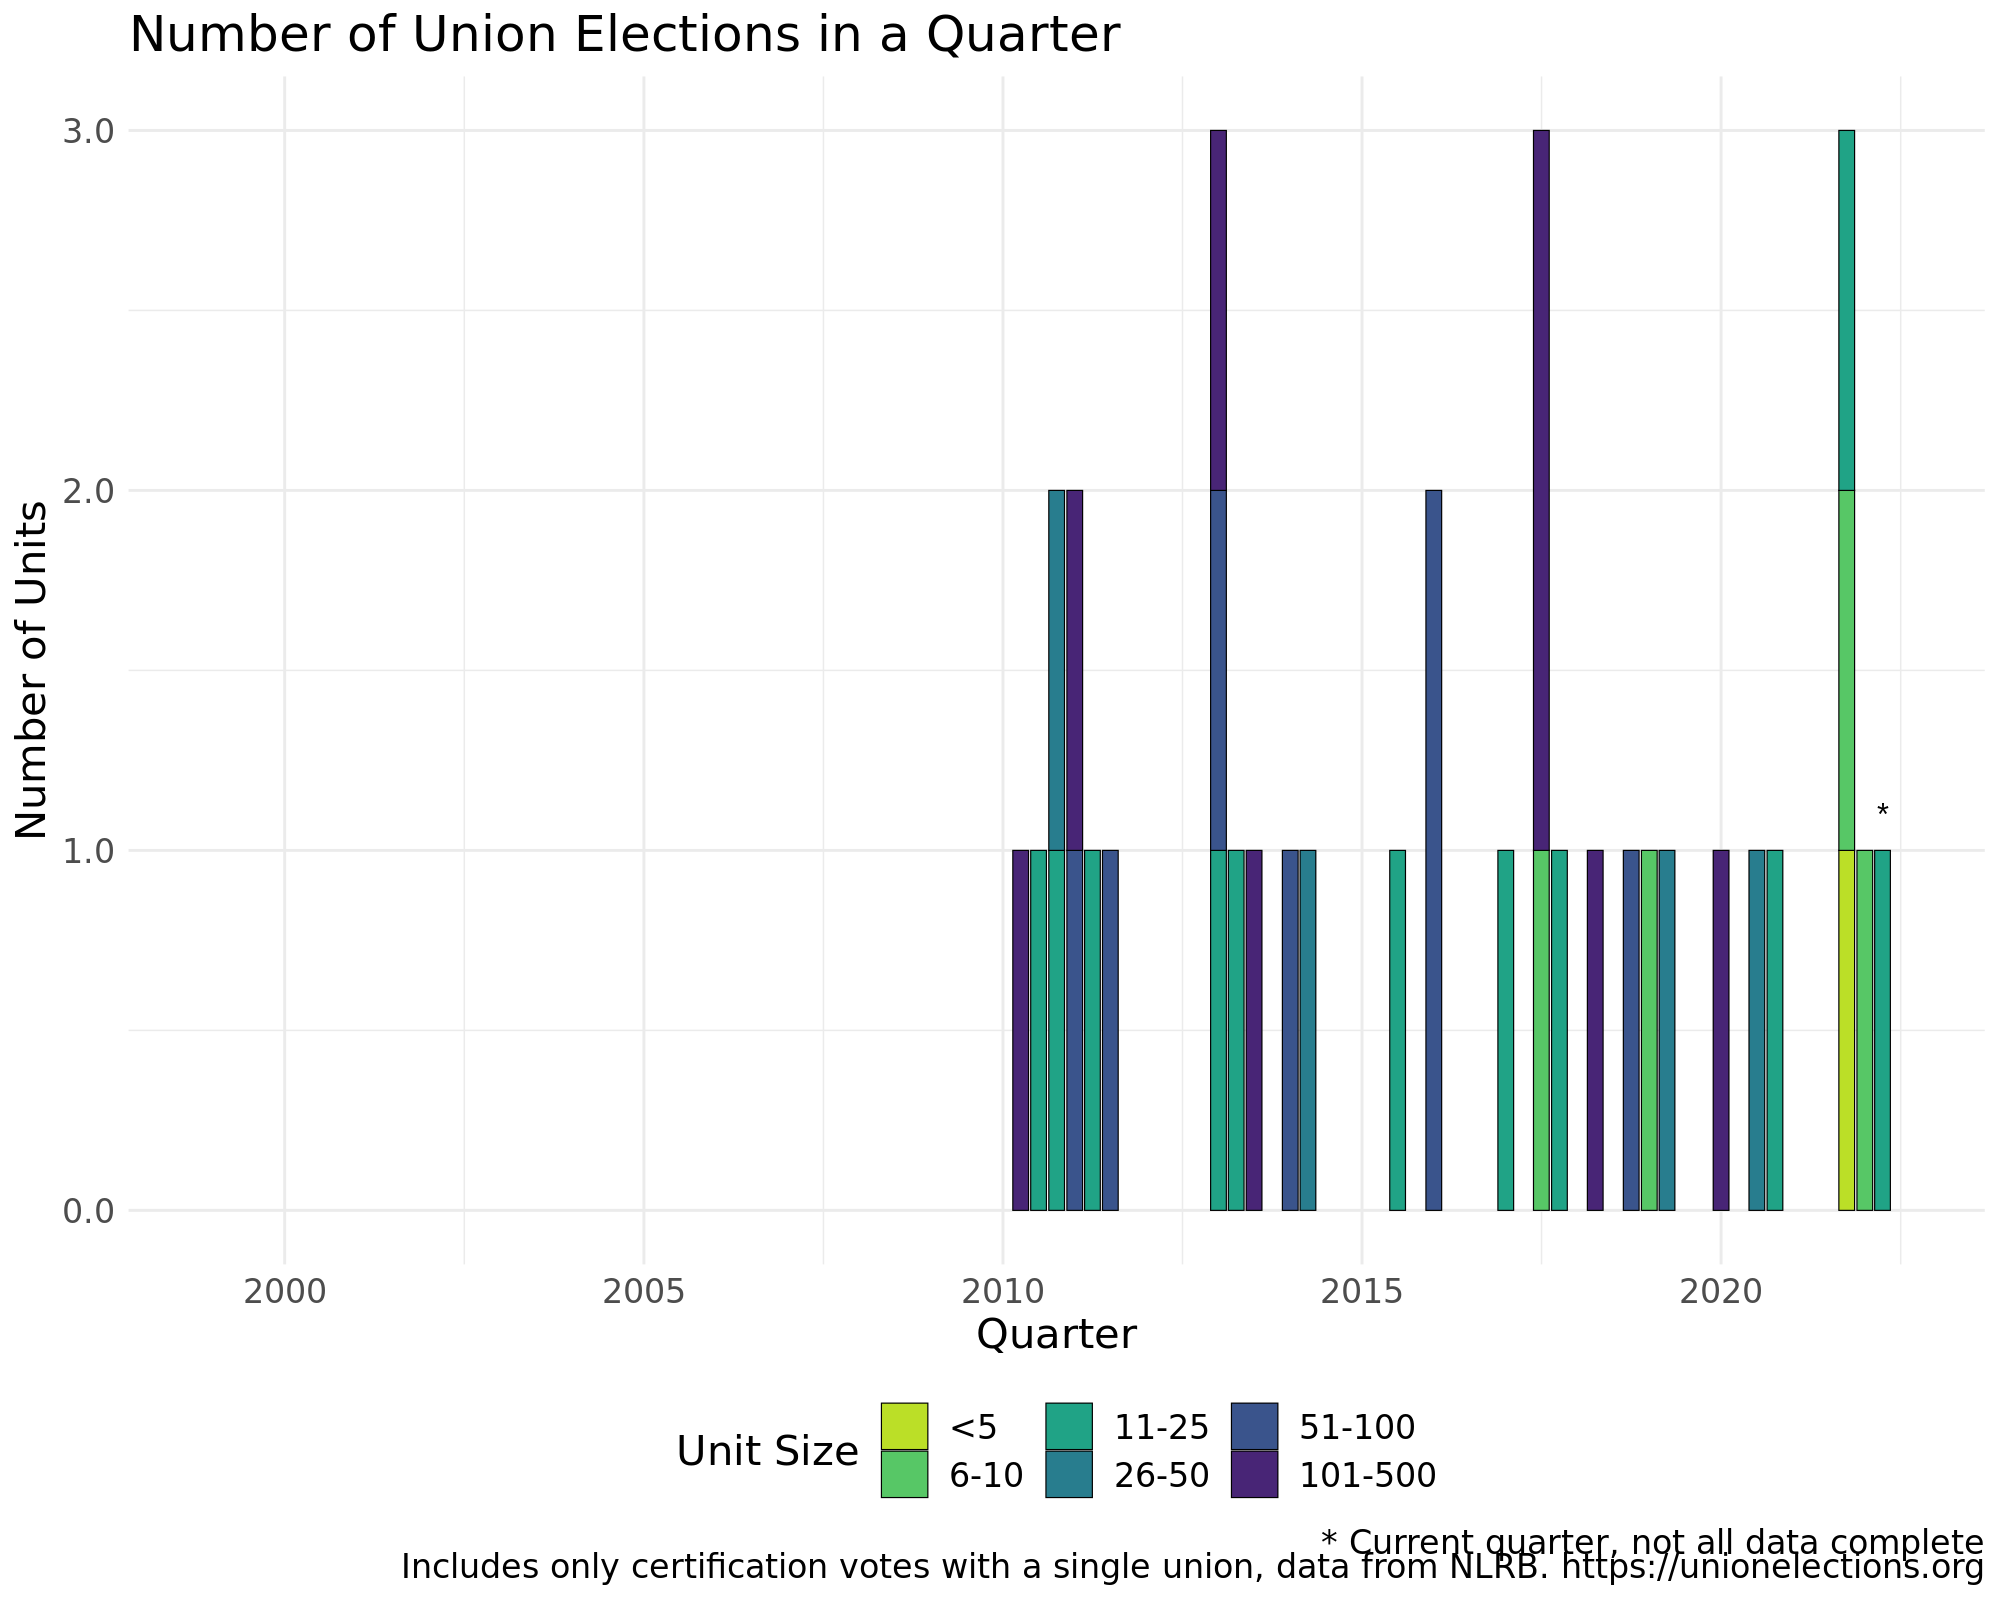 Number of Union Elections in a Quarter
3.0
2.0
1.0
0.0
*
Number of Units
2000 2005 2010 2015 2020
Quarter
Unit Size
<5 11-25 51-100
6-10 26-50 101-500
* Current quarter, not all data complete
Includes only certification votes with a single union, data from NLRB. https://unionelections.org